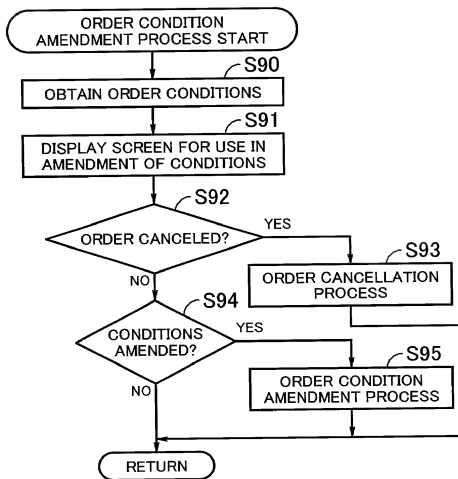 ORDER CONDITION
AMENDMENT PROCESS START
S90
OBTAIN ORDER CONDITIONS
S91
DISPLAY SCREEN FOR USE IN
AMENDMENT OF CONDITIONS
S92
ORDER CANCELED?
YES
NO
S93
ORDER CANCELLATION
PROCESS
S94
CONDITIONS
AMENDED?
YES
NO
S95
ORDER CONDITION
AMENDMENT PROCESS
RETURN